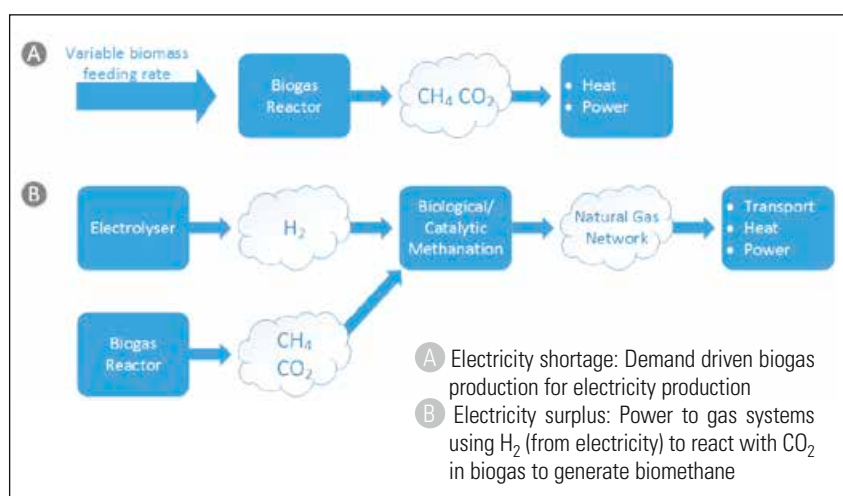 A
Variable biomass
feeding rate
Biogas
Reactor
CH₄ CO₂
• Heat
• Power
B
Electrolyser
H₂
Biological/
Catalytic
Methanation
Natural Gas
Network
• Transport
• Heat
• Power
Biogas
Reactor
CH₄
CO₂
A Electricity shortage: Demand driven biogas
production for electricity production
B Electricity surplus: Power to gas systems
using H₂ (from electricity) to react with CO₂
in biogas to generate biomethane